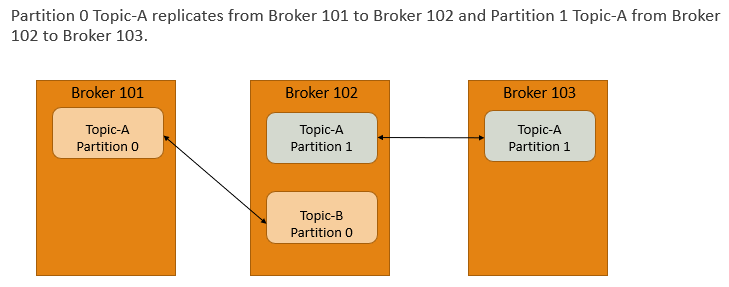 Partition 0 Topic-A replicates from Broker 101 to Broker 102 and Partition 1 Topic-A from Broker
102 to Broker 103.
Broker 101
Topic-A
Partition 0
Broker 102
Topic-A
Partition 1
Topic-B
Partition 0
Broker 103
Topic-A
Partition 1